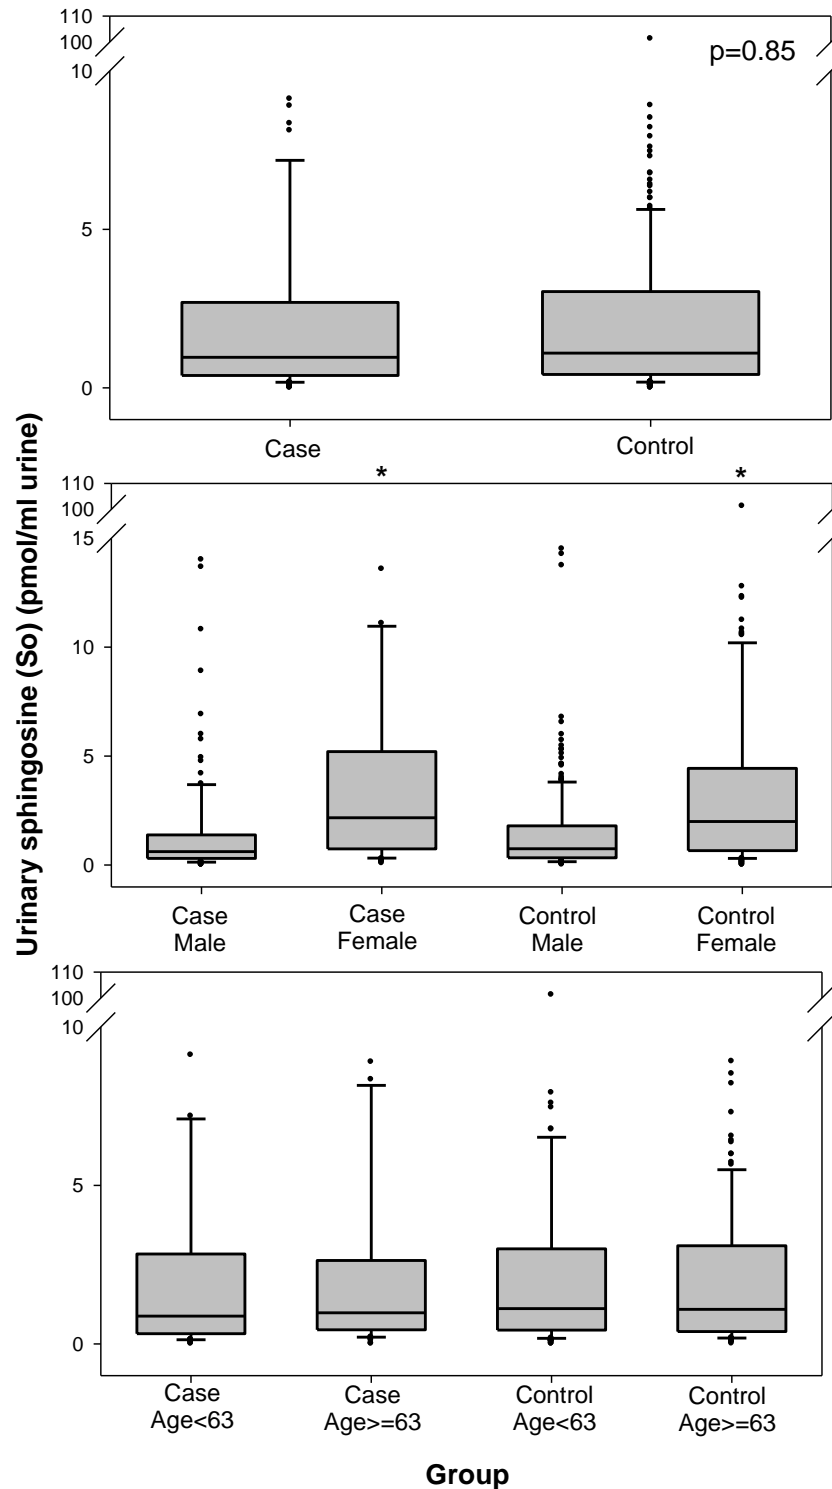 110
100
10
p=0.85
5
0
Case
Control
Urinary sphingosine (So) (pmol/ml urine)
*
*
110
100
15
10
5
0
Case
Male
Case
Female
Control
Male
Control
Female
110
100
10
5
0
Case
Age<63
Case
Age>=63
Control
Age<63
Control
Age>=63
Group